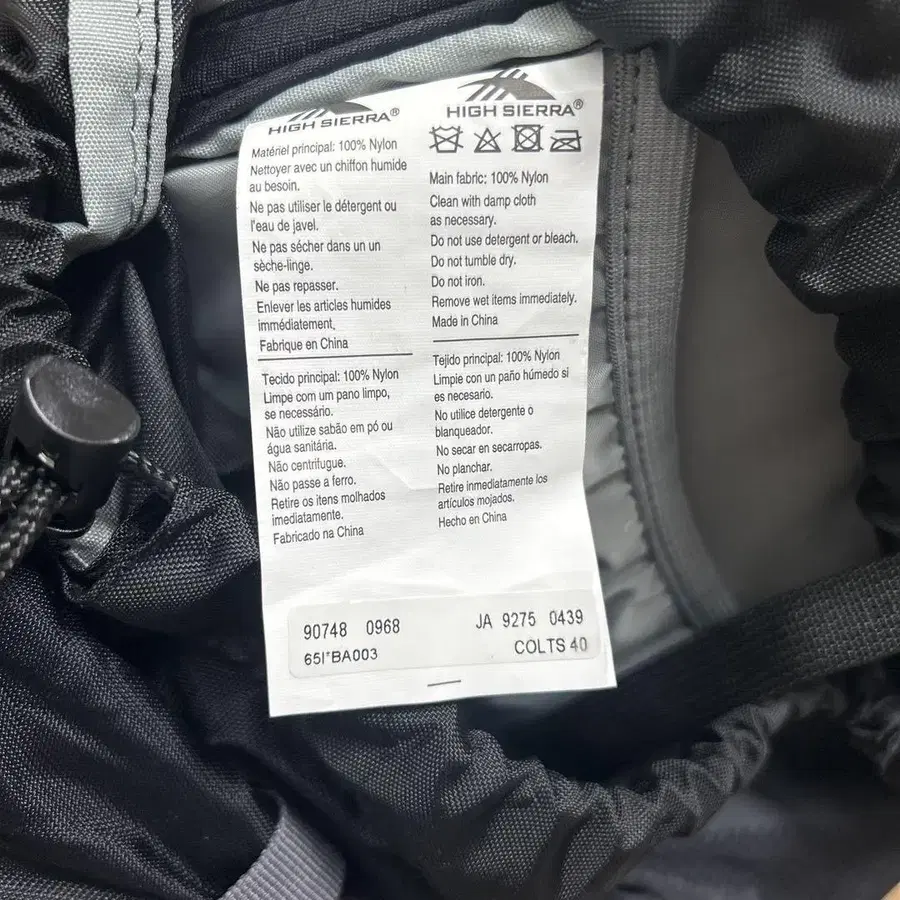 HIGH SIERRA®
Matériel principal: 100% Nylon
Nettoyer avec un chiffon humide
au besoin.
Ne pas utiliser le détergent ou
l'eau de javel.
Ne pas sécher dans un un
sèche-linge.
Ne pas repasser.
Enlever les articles humides
immédiatement.
Fabrique en China
HIGH SIERRA®
Main fabric: 100% Nylon
Clean with damp cloth
as necessary.
Do not use detergent or bleach.
Do not tumble dry.
Do not iron.
Remove wet items immediately.
Made in China
Tecido principal: 100% Nylon
Limpe com um pano limpo,
se necessário.
Não utilize sabão em pó ou
água sanitária.
Não centrifugue.
Não passe a ferro.
Retire os itens molhados
imediatamente.
Fabricado na China
Tejido principal: 100% Nylon
Limpie con un paño húmedo si
es necesario.
No utilice detergente o
blanqueador.
No secar en secarropas.
No planchar.
Retire inmediatamente los
artículos mojados.
Hecho en China
90748 0968 JA 9275 0439
65I*BA003 COLTS 40